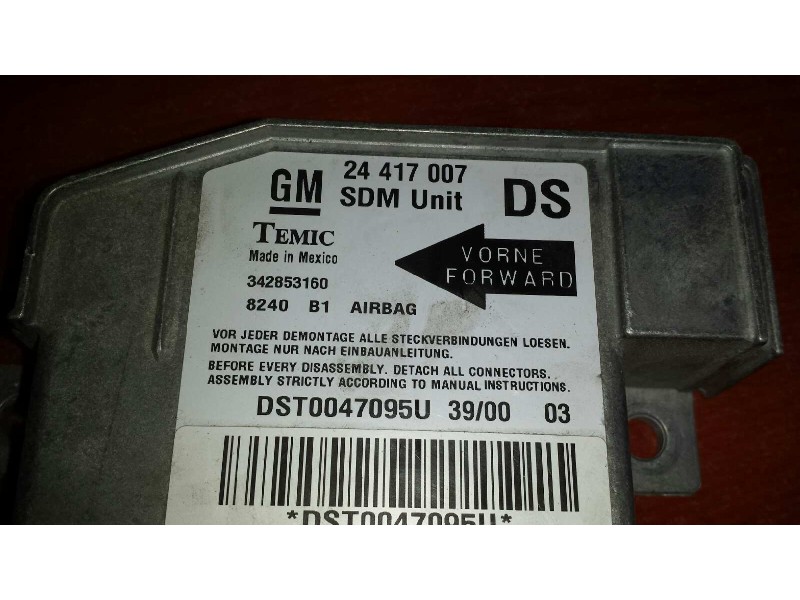 GM 24 417 007 DS
SDM Unit
TEMIC
Made in Mexico
VORNE
FORWARD
342853160
8240 B1 AIRBAG
VOR JEDER DEMONTAGE ALLE STECKVERBINDUNGEN LOESEN.
MONTAGE NUR NACH EINBAUANLEITUNG.
BEFORE EVERY DISASSEMBLY. DETACH ALL CONNECTORS.
ASSEMBLY STRICTLY ACCORDING TO MANUAL INSTRUCTIONS.
DST0047095U 39/00 03
*DST0047095U*